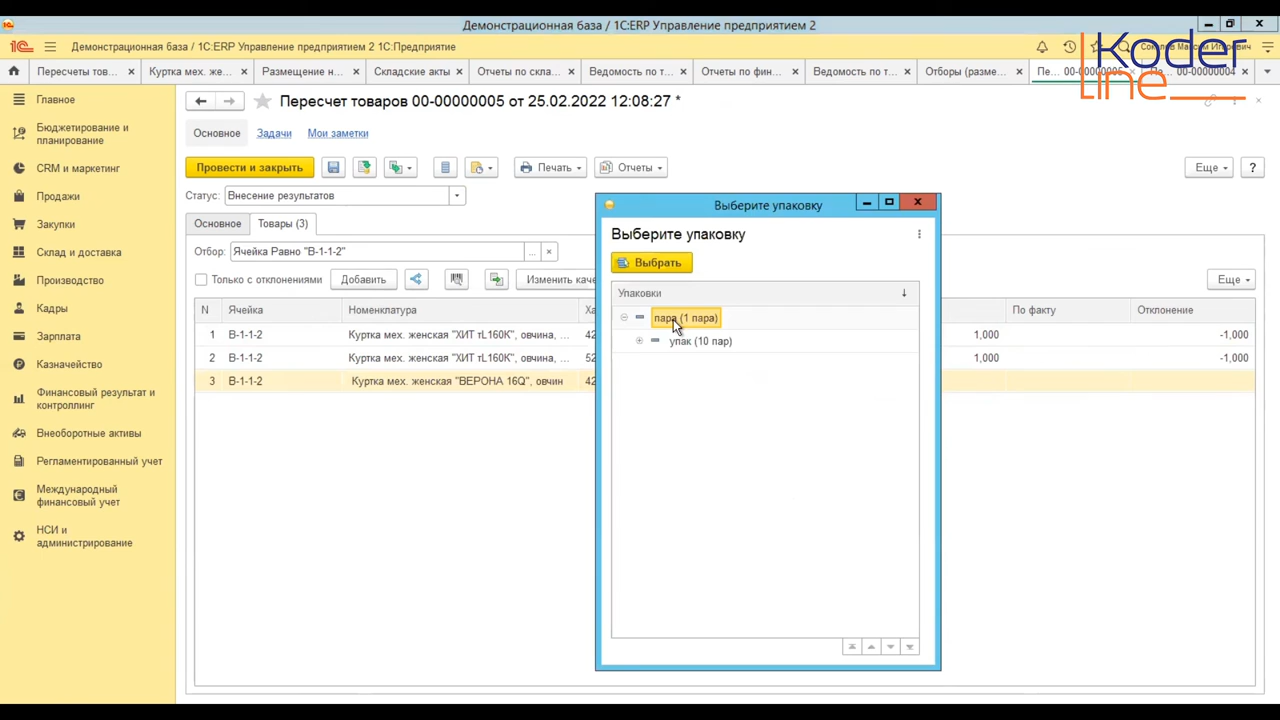 Демонстрационная база / 1С:ERP Управление предприятием 2
Демонстрационная база / 1С:ERP Управление предприятием 2 1С:Предприятие
Koder
line
Пересчеты тов...
Куртка мех. же...
Размещение н...
Складские акты
Отчеты по скла...
Ведомость по т...
Отчеты по фин...
Ведомость по т...
Отборы (разме...
Главное
Бюджетирование и
планирование
CRM и маркетинг
Продажи
Закупки
Склад и доставка
Производство
Кадры
Зарплата
Казначейство
Финансовый результат и
контроллинг
Внеоборотные активы
Регламентированный учет
Международный
финансовый учет
НСИ и
администрирование
Пересчет товаров 00-00000005 от 25.02.2022 12:08:27 *
Основное Задачи Мои заметки
Провести и закрыть Печать Отчеты Еще ?
Статус: Внесение результатов
Основное Товары (3)
Отбор: Ячейка Равно "B-1-1-2" ... ×
Только с отклонениями Добавить Изменить каче Еще
N Ячейка Номенклатура Ха По факту Отклонение
1 B-1-1-2 Куртка мех. женская "ХИТ тL160К", овчина, 42 1,000 -1,000
2 B-1-1-2 Куртка мех. женская "ХИТ тL160К", овчина, 52 1,000 -1,000
3 B-1-1-2 Куртка мех. женская "ВЕРОНА 16Q", овчин 42
Выберите упаковку
Выберите упаковку
Выбрать
Упаковки
пара (1 пара)
упак (10 пар)